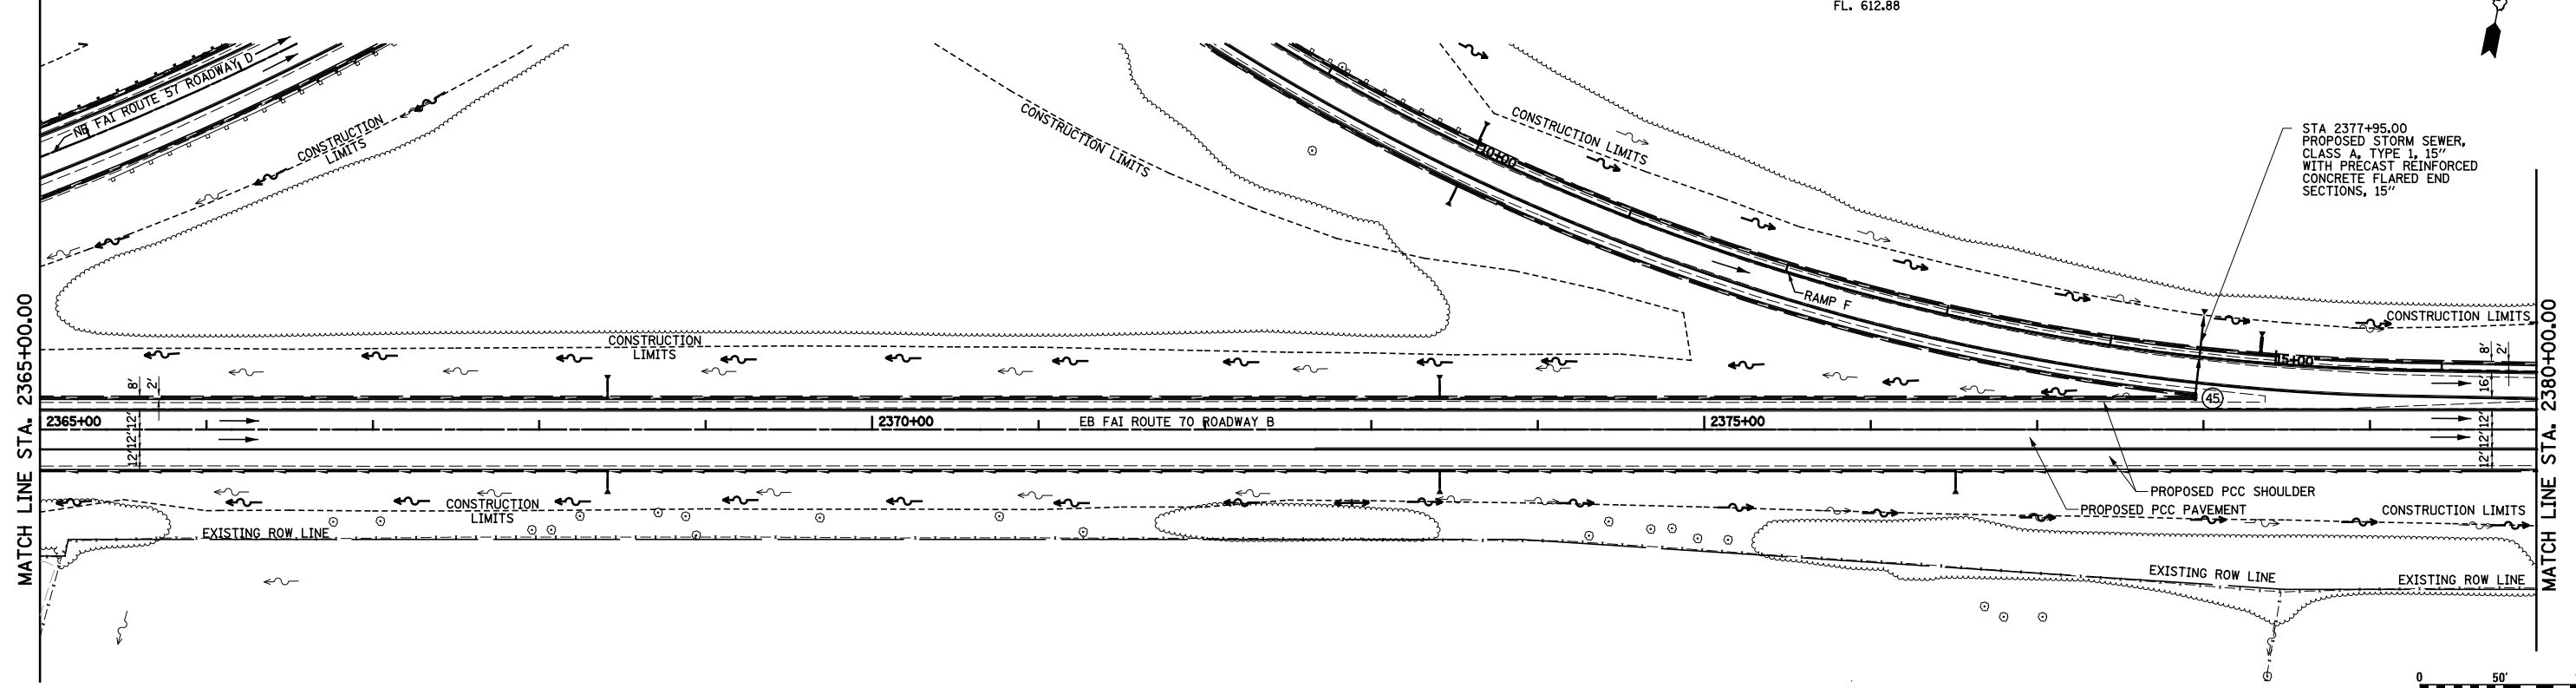 FL. 612.88
NB FAI ROUTE 57 ROADWAY D
CONSTRUCTION
LIMITS
CONSTRUCTION LIMITS
10+00
CONSTRUCTION LIMITS
STA 2377+95.00
PROPOSED STORM SEWER,
CLASS A, TYPE 1, 15"
WITH PRECAST REINFORCED
CONCRETE FLARED END
SECTIONS, 15"
RAMP F
CONSTRUCTION LIMITS
CONSTRUCTION
LIMITS
15+00
8'
2'
16'
8'
2'
45
MATCH LINE STA. 2365+00.00
MATCH LINE STA. 2380+00.00
2365+00
2370+00
EB FAI ROUTE 70 ROADWAY B
2375+00
12'
12'
12'
12'
12'
12'
PROPOSED PCC SHOULDER
PROPOSED PCC PAVEMENT
CONSTRUCTION
LIMITS
CONSTRUCTION LIMITS
EXISTING ROW LINE
EXISTING ROW LINE
EXISTING ROW LINE
0
50'